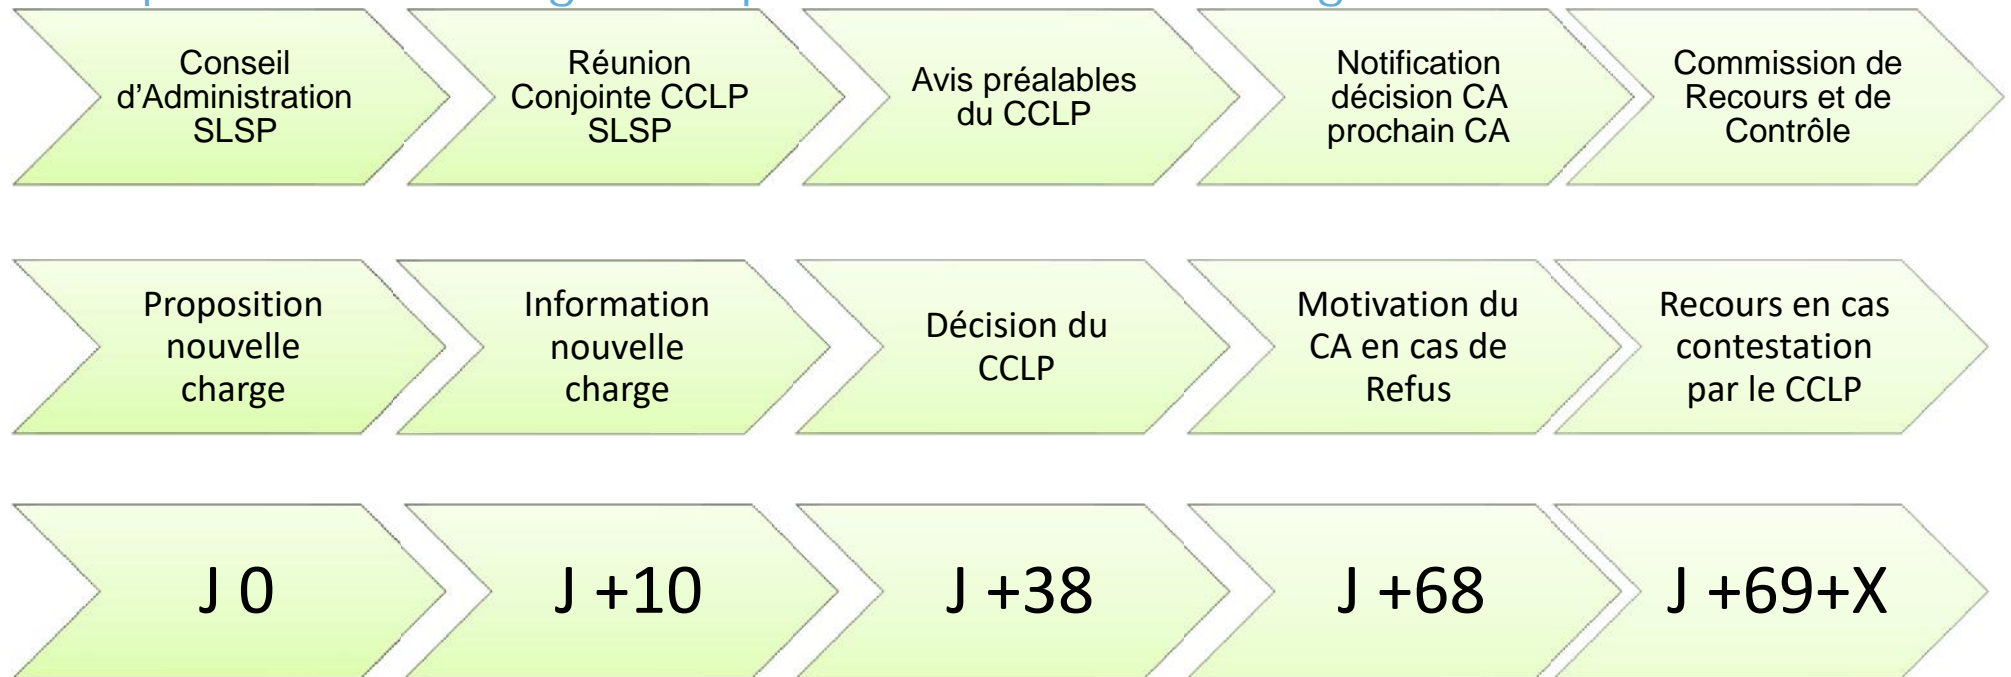 Conseil
d'Administration
SLSP
Réunion
Conjointe CCLP
SLSP
Avis préalables
du CCLP
Notification
décision CA
prochain CA
Commission de
Recours et de
Contrôle
Proposition
nouvelle
charge
Information
nouvelle
charge
Décision du
CCLP
Motivation du
CA en cas de
Refus
Recours en cas
contestation
par le CCLP
J 0
J +10
J +38
J +68
J +69+X